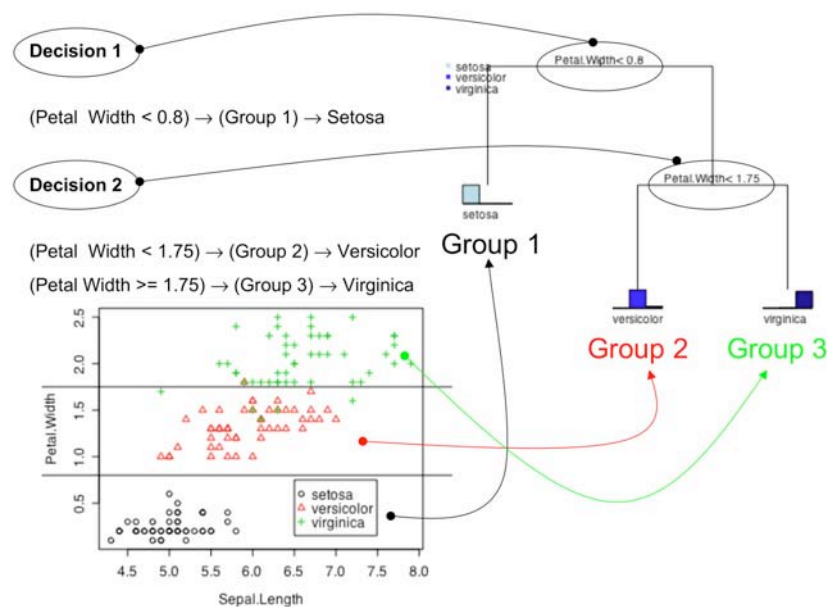 Decision 1
Petal.Width< 0.8
setosa
versicolor
virginica
(Petal Width < 0.8) → (Group 1) → Setosa
Decision 2
Petal.Width< 1.75
setosa
Group 1
(Petal Width < 1.75) → (Group 2) → Versicolor
(Petal Width >= 1.75) → (Group 3) → Virginica
versicolor
virginica
Group 2
Group 3
2.5
2.0
1.5
1.0
0.5
Petal.Width
setosa
versicolor
virginica
4.5 5.0 5.5 6.0 6.5 7.0 7.5 8.0
Sepal.Length